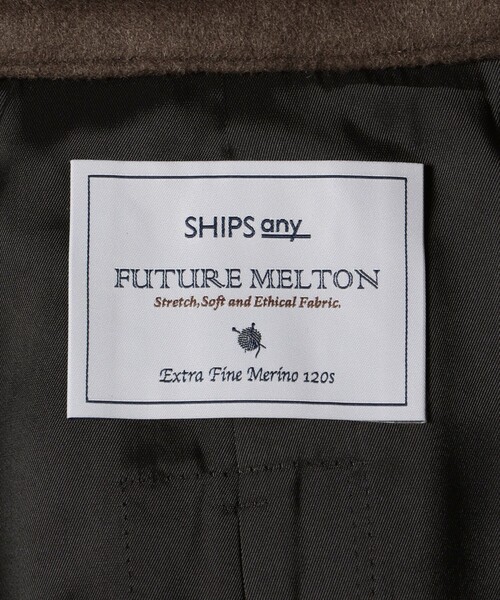 SHIPS any
FUTURE MELTON
Stretch, Soft and Ethical Fabric.
Extra Fine Merino 120s